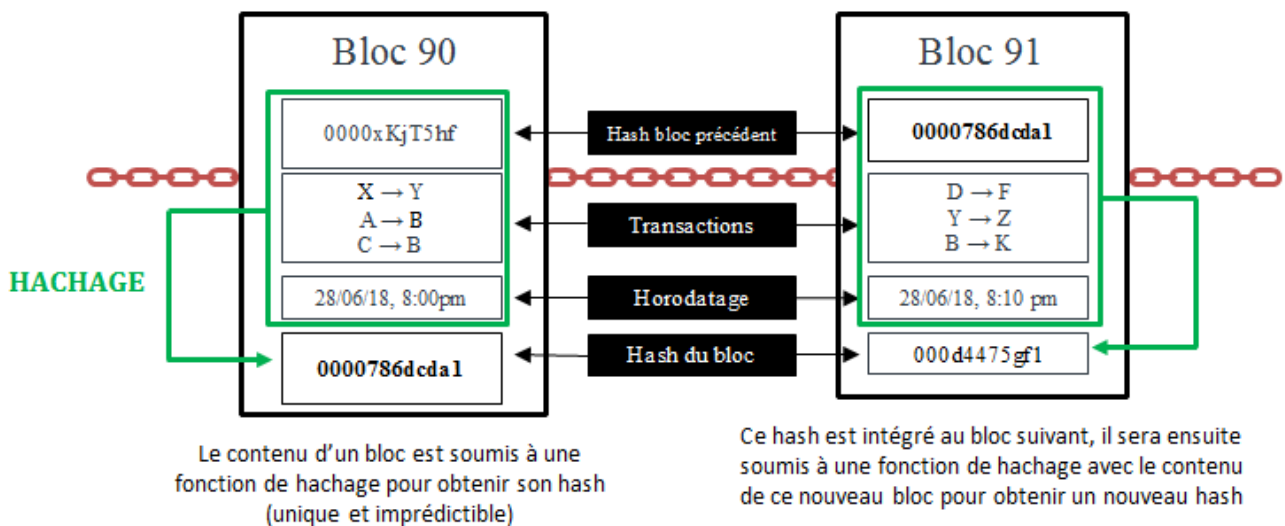 Bloc 90
0000xKjT5hf
X → Y
A → B
C → B
28/06/18, 8:00pm
0000786dcda1
HACHAGE
Hash bloc précédent
Transactions
Horodatage
Hash du bloc
Bloc 91
0000786dcda1
D → F
Y → Z
B → K
28/06/18, 8:10 pm
000d4475gf1
Le contenu d’un bloc est soumis à une
fonction de hachage pour obtenir son hash
(unique et imprédictible)
Ce hash est intégré au bloc suivant, il sera ensuite
soumis à une fonction de hachage avec le contenu
de ce nouveau bloc pour obtenir un nouveau hash